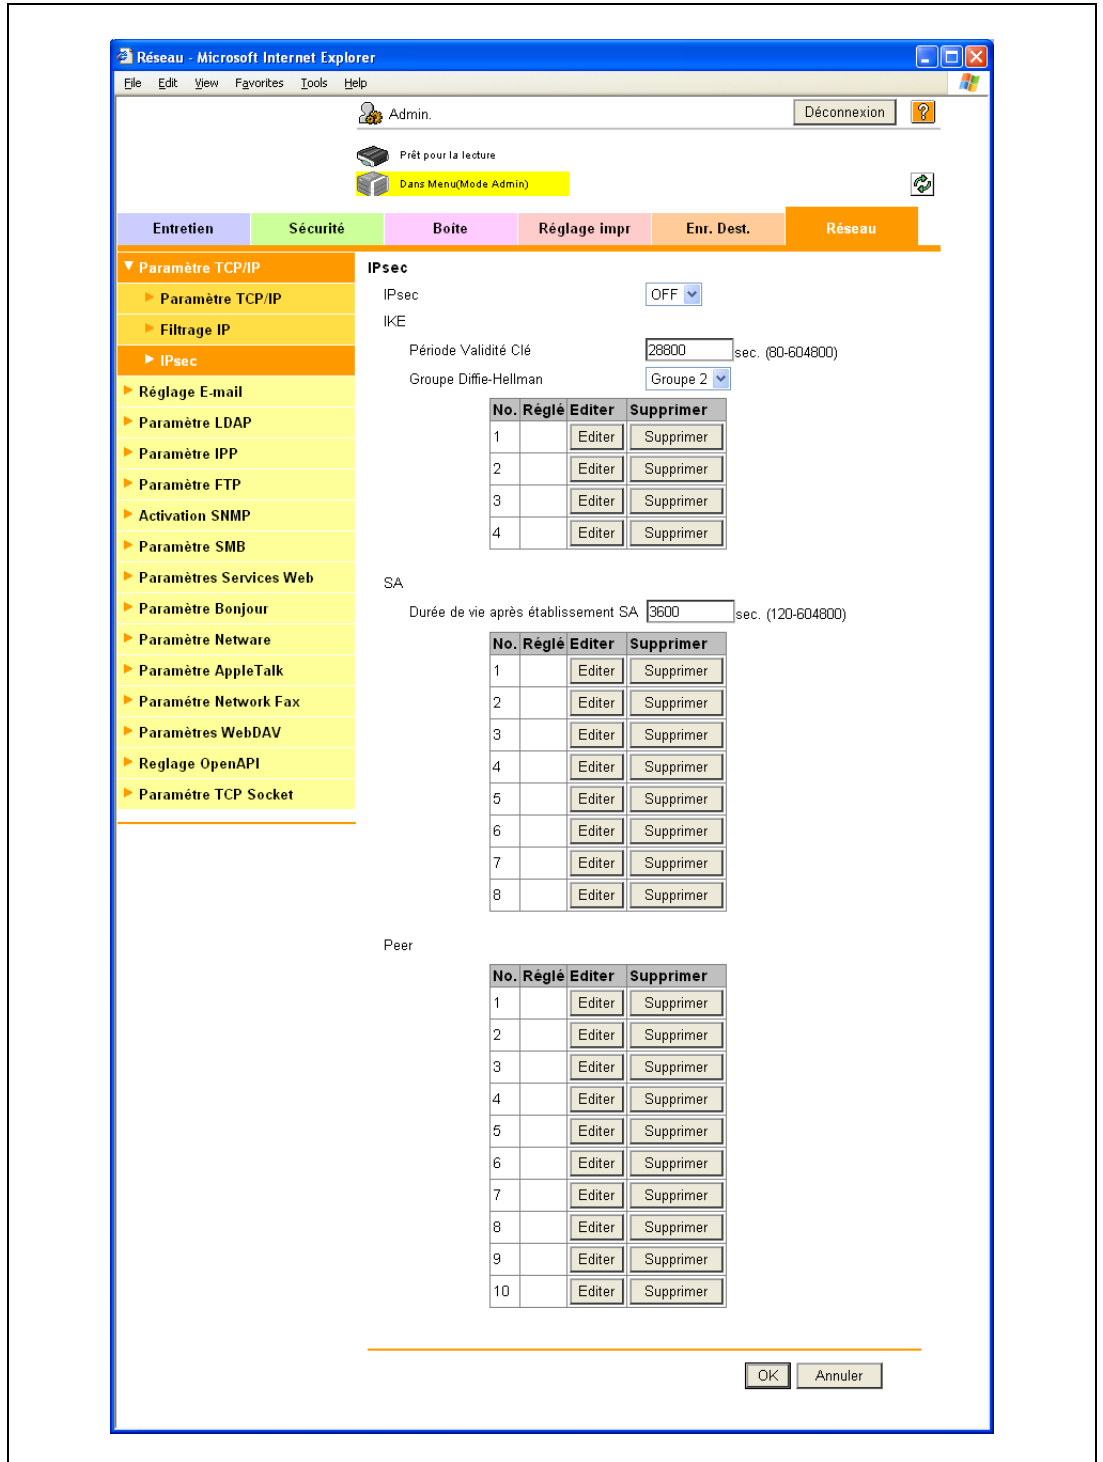 Réseau - Microsoft Internet Explorer
File Edit View Favorites Tools Help
Admin. Déconnexion ?
Prêt pour la lecture
Dans Menu(Mode Admin)
Entretien Sécurité Boite Réglage impr Enr. Dest. Réseau
Paramètre TCP/IP
Paramètre TCP/IP
Filtrage IP
IPsec
Réglage E-mail
Paramètre LDAP
Paramètre IPP
Paramètre FTP
Activation SNMP
Paramètre SMB
Paramètres Services Web
Paramètre Bonjour
Paramètre Netware
Paramètre AppleTalk
Paramétre Network Fax
Paramètres WebDAV
Reglage OpenAPI
Paramétre TCP Socket
IPsec
IPsec OFF
IKE
Période Validité Clé 28800 sec. (80-604800)
Groupe Diffie-Hellman Groupe 2
No. Réglé Editer Supprimer
1 Editer Supprimer
2 Editer Supprimer
3 Editer Supprimer
4 Editer Supprimer
SA
Durée de vie après établissement SA 3600 sec. (120-604800)
No. Réglé Editer Supprimer
1 Editer Supprimer
2 Editer Supprimer
3 Editer Supprimer
4 Editer Supprimer
5 Editer Supprimer
6 Editer Supprimer
7 Editer Supprimer
8 Editer Supprimer
Peer
No. Réglé Editer Supprimer
1 Editer Supprimer
2 Editer Supprimer
3 Editer Supprimer
4 Editer Supprimer
5 Editer Supprimer
6 Editer Supprimer
7 Editer Supprimer
8 Editer Supprimer
9 Editer Supprimer
10 Editer Supprimer
OK Annuler